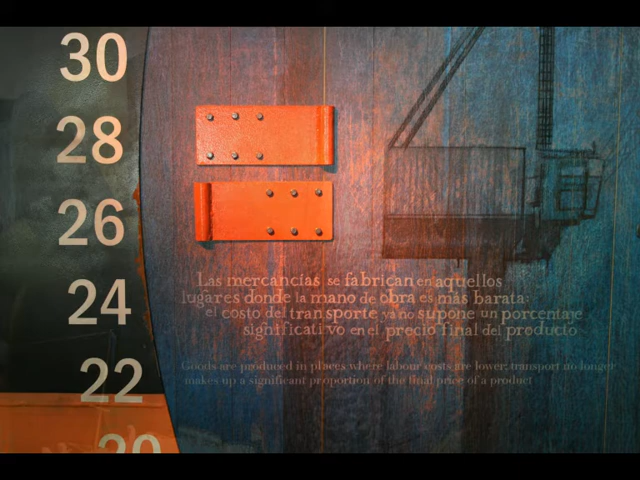 30
28
26
24
22
20
Las mercancías se fabrican en aquellos
lugares donde la mano de obra es más barata:
el costo del transporte ya no supone un porcentaje
significativo en el precio final del producto
Goods are produced in places where labour costs are lower; transport no longer
makes up a significant proportion of the final price of a product